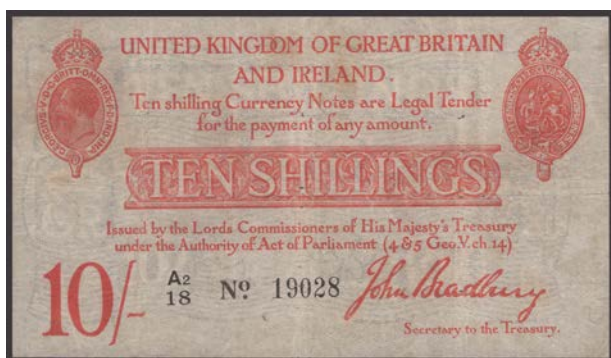 UNITED KINGDOM OF GREAT BRITAIN
AND IRELAND.
Ten shilling Currency Notes are Legal Tender
for the payment of any amount.
TEN SHILLINGS
Issued by the Lords Commissioners of His Majesty's Treasury
under the Authority of Act of Parliament (4 & 5 Geo.V. ch.14)
10/- A2/18 No 19028 John Bradbury
Secretary to the Treasury.